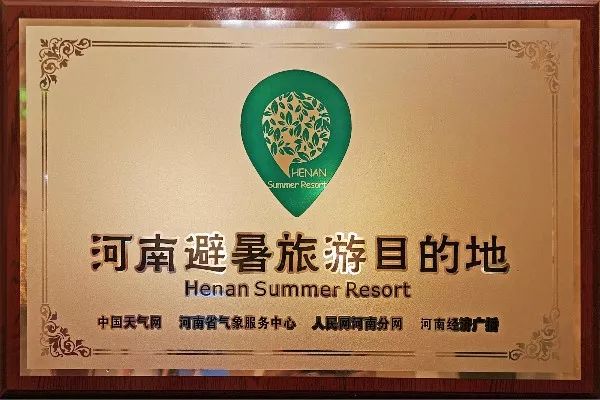 HENAN
Summer Resort
河南避暑旅游目的地
Henan Summer Resort
中国天气网 河南省气象服务中心 人民网河南分网 河南经济广播